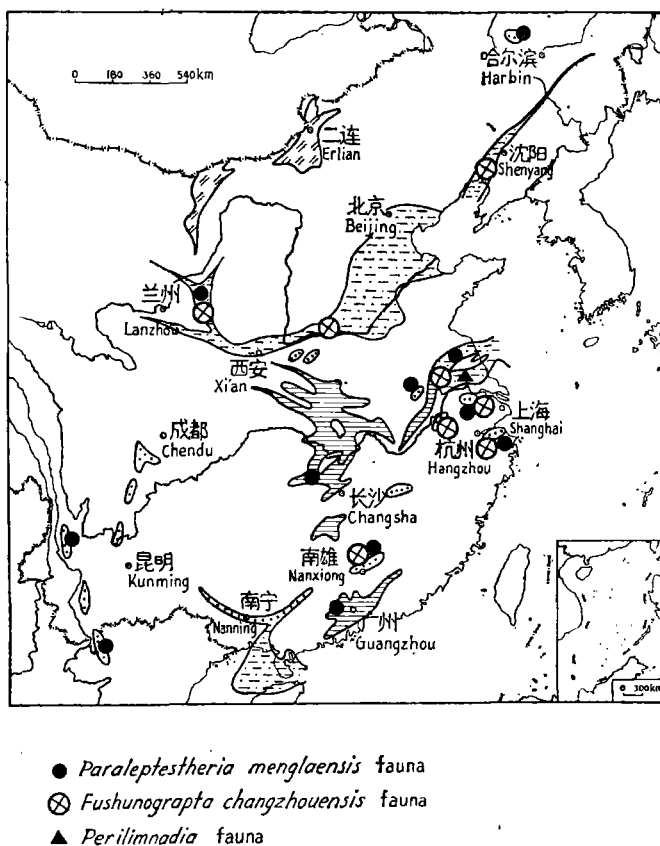 哈尔滨
Harbin
0 180 360 540km
二连
Erlian
沈阳
Shenyang
北京
Beijing
兰州
Lanzhou
西安
Xi'an
上海
Shanghai
成都
Chendu
杭州
Hangzhou
长沙
Changsha
昆明
Kunming
南雄
Nanxiong
南宁
Nanning
广州
Guangzhou
0 300km
Paraleptestheria menglaensis fauna
Fushunograpta changzhouensis fauna
Perilimnadia fauna